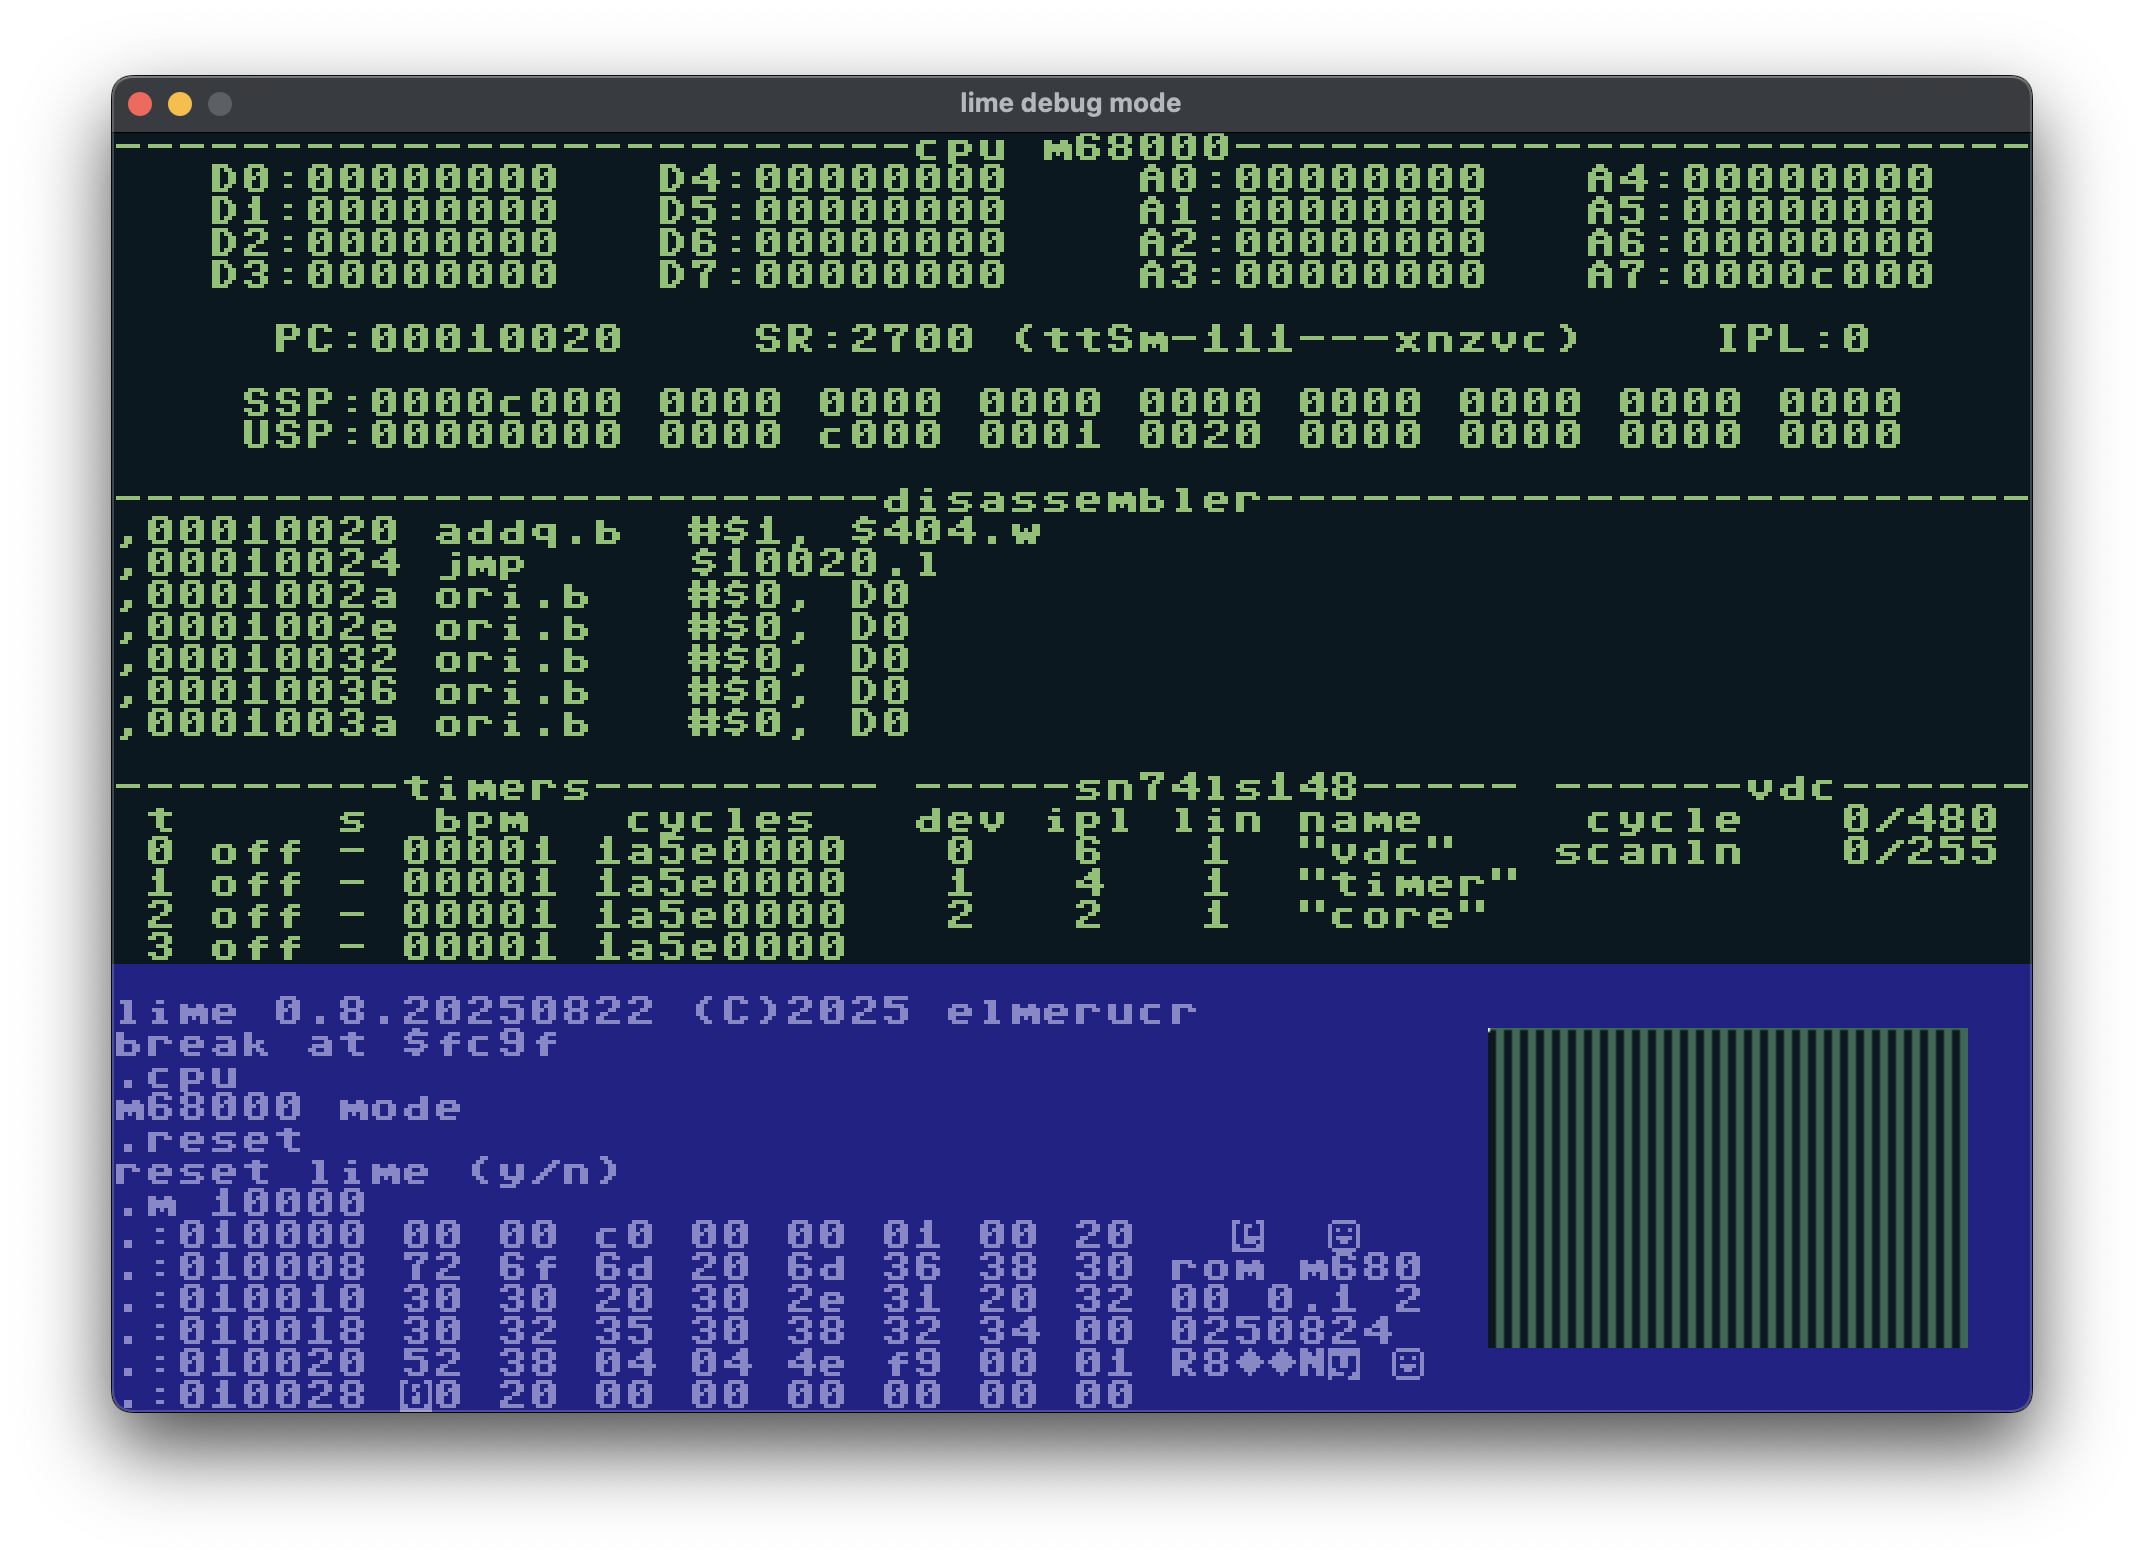 lime debug mode
-------------------------cpu m68000-------------------------
D0:00000000 D4:00000000 A0:00000000 A4:00000000
D1:00000000 D5:00000000 A1:00000000 A5:00000000
D2:00000000 D6:00000000 A2:00000000 A6:00000000
D3:00000000 D7:00000000 A3:00000000 A7:0000c000
PC:00010020 SR:2700 (ttSm-111---xnzvc) IPL:0
SSP:0000c000 0000 0000 0000 0000 0000 0000 0000 0000
USP:00000000 0000 c000 0001 0020 0000 0000 0000 0000
------------------------disassembler------------------------
,00010020 addq.b #$1, $404.w
,00010024 jmp $10020.l
,0001002a ori.b #$0, D0
,0001002e ori.b #$0, D0
,00010032 ori.b #$0, D0
,00010036 ori.b #$0, D0
,0001003a ori.b #$0, D0
---------timers--------- -----sn74ls148----- ------vdc------
t s bpm cycles dev ipl lin name cycle 0/480
0 off - 00001 1a5e0000 0 6 1 "vdc" scanln 0/255
1 off - 00001 1a5e0000 1 4 1 "timer"
2 off - 00001 1a5e0000 2 2 1 "core"
3 off - 00001 1a5e0000
lime 0.8.20250822 (C)2025 elmerucr
break at $fc9f
.cpu
m68000 mode
.reset
reset lime (y/n)
.m 10000
.:010000 00 00 c0 00 00 01 00 20
.:010008 72 6f 6d 20 6d 36 38 30 rom m680
.:010010 30 30 20 30 2e 31 20 32 00 0.1 2
.:010018 30 32 35 30 38 32 34 00 0250824
.:010020 52 38 04 04 4e f9 00 01 R8♦♦N
.:010028 00 20 00 00 00 00 00 00